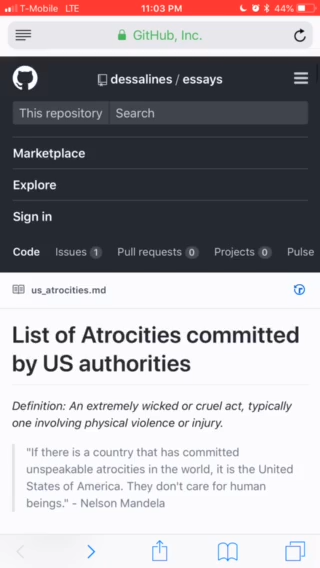 T-Mobile LTE 11:03 PM 44%
GitHub, Inc.
dessalines / essays
This repository Search
Marketplace
Explore
Sign in
Code Issues 1 Pull requests 0 Projects 0 Pulse
us_atrocities.md
List of Atrocities committed
by US authorities
Definition: An extremely wicked or cruel act, typically
one involving physical violence or injury.
"If there is a country that has committed
unspeakable atrocities in the world, it is the United
States of America. They don't care for human
beings." - Nelson Mandela